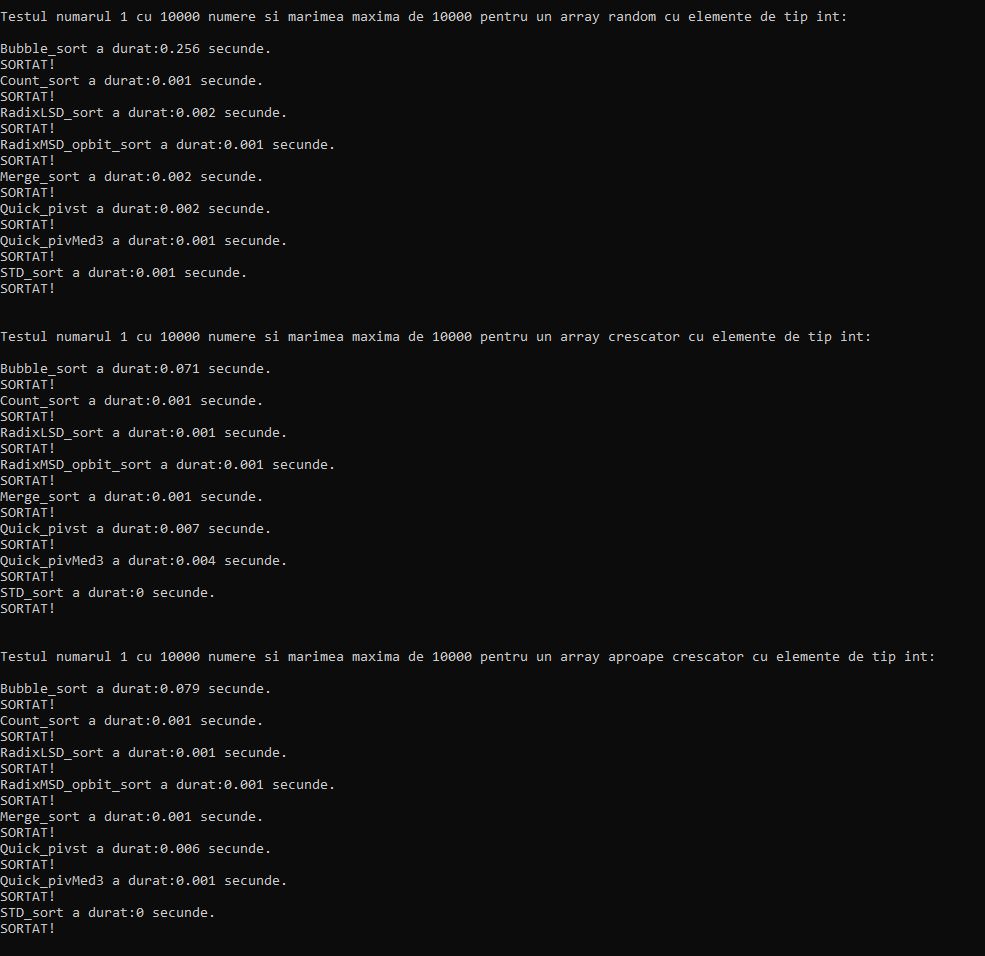 Testul numarul 1 cu 10000 numere si marimea maxima de 10000 pentru un array random cu elemente de tip int:
Bubble_sort a durat:0.256 secunde.
SORTAT!
Count_sort a durat:0.001 secunde.
SORTAT!
RadixLSD_sort a durat:0.002 secunde.
SORTAT!
RadixMSD_opbit_sort a durat:0.001 secunde.
SORTAT!
Merge_sort a durat:0.002 secunde.
SORTAT!
Quick_pivst a durat:0.002 secunde.
SORTAT!
Quick_pivMed3 a durat:0.001 secunde.
SORTAT!
STD_sort a durat:0.001 secunde.
SORTAT!
Testul numarul 1 cu 10000 numere si marimea maxima de 10000 pentru un array crescator cu elemente de tip int:
Bubble_sort a durat:0.071 secunde.
SORTAT!
Count_sort a durat:0.001 secunde.
SORTAT!
RadixLSD_sort a durat:0.001 secunde.
SORTAT!
RadixMSD_opbit_sort a durat:0.001 secunde.
SORTAT!
Merge_sort a durat:0.001 secunde.
SORTAT!
Quick_pivst a durat:0.007 secunde.
SORTAT!
Quick_pivMed3 a durat:0.004 secunde.
SORTAT!
STD_sort a durat:0 secunde.
SORTAT!
Testul numarul 1 cu 10000 numere si marimea maxima de 10000 pentru un array aproape crescator cu elemente de tip int:
Bubble_sort a durat:0.079 secunde.
SORTAT!
Count_sort a durat:0.001 secunde.
SORTAT!
RadixLSD_sort a durat:0.001 secunde.
SORTAT!
RadixMSD_opbit_sort a durat:0.001 secunde.
SORTAT!
Merge_sort a durat:0.001 secunde.
SORTAT!
Quick_pivst a durat:0.006 secunde.
SORTAT!
Quick_pivMed3 a durat:0.001 secunde.
SORTAT!
STD_sort a durat:0 secunde.
SORTAT!